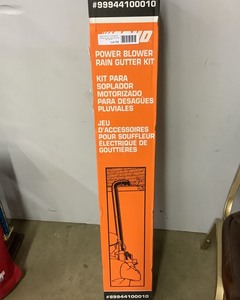 #99944100010
ECHO
POWER BLOWER
RAIN GUTTER KIT
KIT PARA
SOPLADOR
MOTORIZADO
PARA DESAGÜES
PLUVIALES
JEU
D'ACCESSOIRES
POUR SOUFFLEUR
ÉLECTRIQUE DE
GOUTTIÈRES
#99944100010